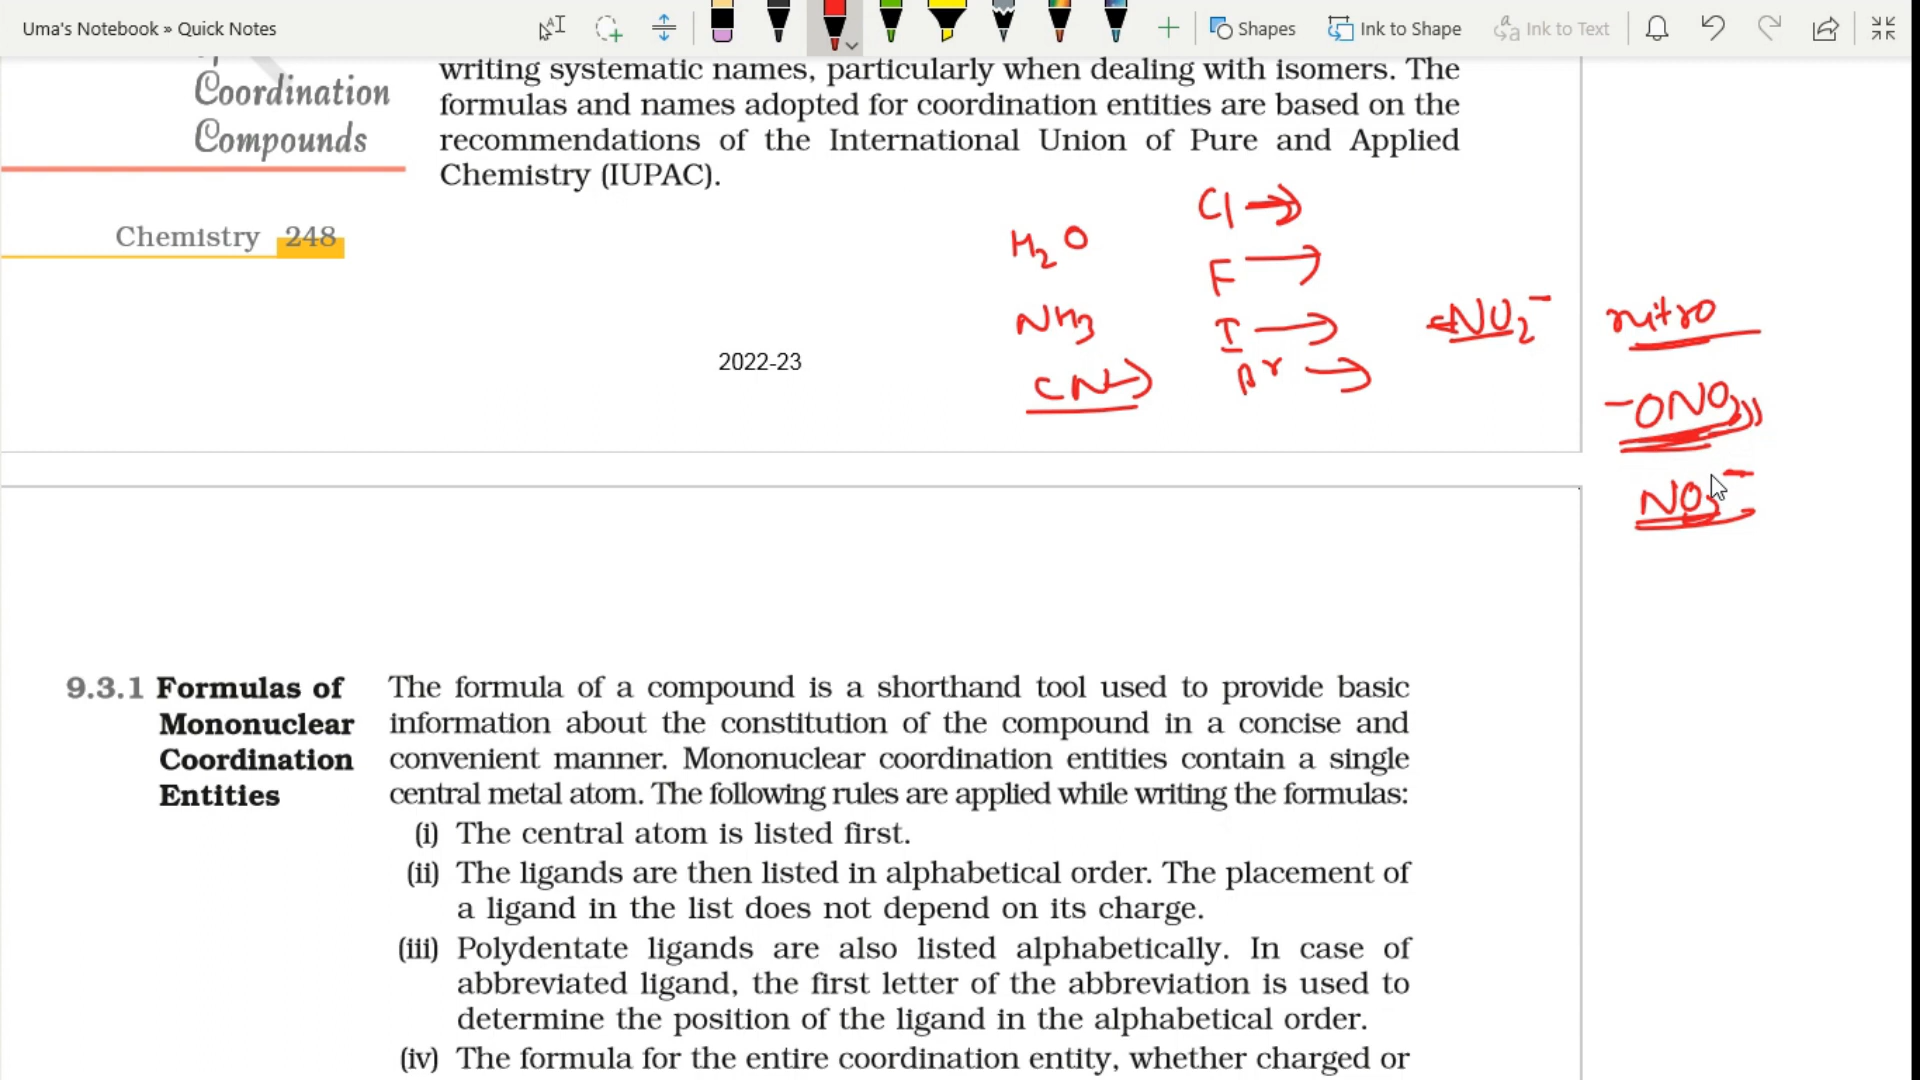 Uma's Notebook » Quick Notes
Shapes
Ink to Shape
Ink to Text
Coordination
Compounds
writing systematic names, particularly when dealing with isomers. The
formulas and names adopted for coordination entities are based on the
recommendations of the International Union of Pure and Applied
Chemistry (IUPAC).
Chemistry 248
2022-23
H2O
NH3
CN
Cl
F
I
Br
NO2-
nitro
-ONO2
NO3-
9.3.1 Formulas of
Mononuclear
Coordination
Entities
The formula of a compound is a shorthand tool used to provide basic
information about the constitution of the compound in a concise and
convenient manner. Mononuclear coordination entities contain a single
central metal atom. The following rules are applied while writing the formulas:
(i) The central atom is listed first.
(ii) The ligands are then listed in alphabetical order. The placement of
a ligand in the list does not depend on its charge.
(iii) Polydentate ligands are also listed alphabetically. In case of
abbreviated ligand, the first letter of the abbreviation is used to
determine the position of the ligand in the alphabetical order.
(iv) The formula for the entire coordination entity, whether charged or